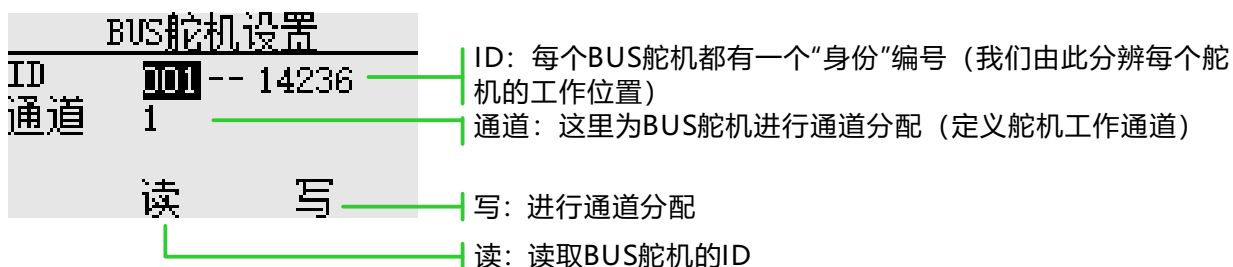 BUS舵机设置
ID 001 -- 14236
通道 1
读 写
ID：每个BUS舵机都有一个“身份”编号（我们由此分辨每个舵
机的工作位置）
通道：这里为BUS舵机进行通道分配（定义舵机工作通道）
写：进行通道分配
读：读取BUS舵机的ID